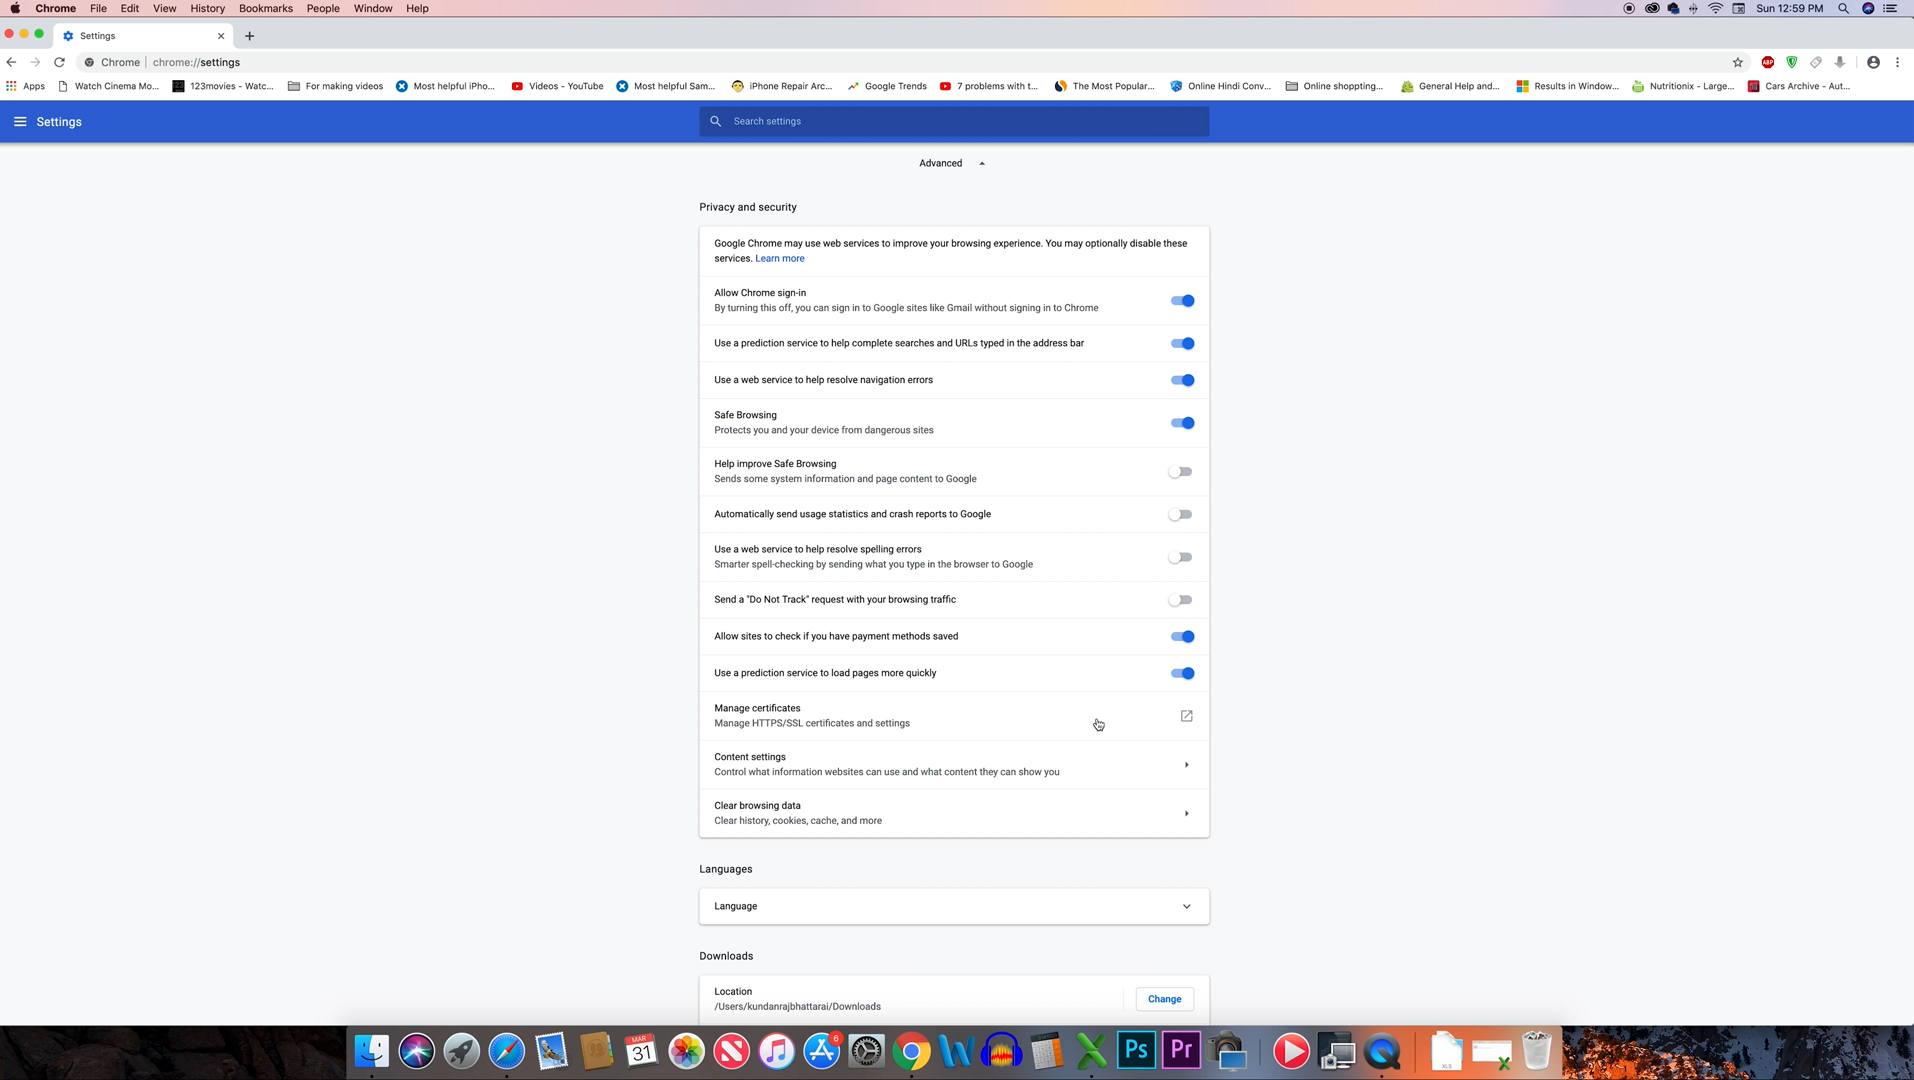 Chrome File Edit View History Bookmarks People Window Help Sun 12:59 PM
Settings
Chrome chrome://settings
Apps Watch Cinema Mo... 123movies - Watc... For making videos Most helpful iPho... Videos - YouTube Most helpful Sam... iPhone Repair Arc... Google Trends 7 problems with t... The Most Popular... Online Hindi Conv... Online shoppting... General Help and... Results in Window... Nutritionix - Large... Cars Archive - Aut...
Settings Search settings
Advanced
Privacy and security
Google Chrome may use web services to improve your browsing experience. You may optionally disable these
services. Learn more
Allow Chrome sign-in
By turning this off, you can sign in to Google sites like Gmail without signing in to Chrome
Use a prediction service to help complete searches and URLs typed in the address bar
Use a web service to help resolve navigation errors
Safe Browsing
Protects you and your device from dangerous sites
Help improve Safe Browsing
Sends some system information and page content to Google
Automatically send usage statistics and crash reports to Google
Use a web service to help resolve spelling errors
Smarter spell-checking by sending what you type in the browser to Google
Send a "Do Not Track" request with your browsing traffic
Allow sites to check if you have payment methods saved
Use a prediction service to load pages more quickly
Manage certificates
Manage HTTPS/SSL certificates and settings
Content settings
Control what information websites can use and what content they can show you
Clear browsing data
Clear history, cookies, cache, and more
Languages
Language
Downloads
Location
/Users/kundanrajbhattarai/Downloads
Change
MAR
31
6
Ps
Pr
XLS